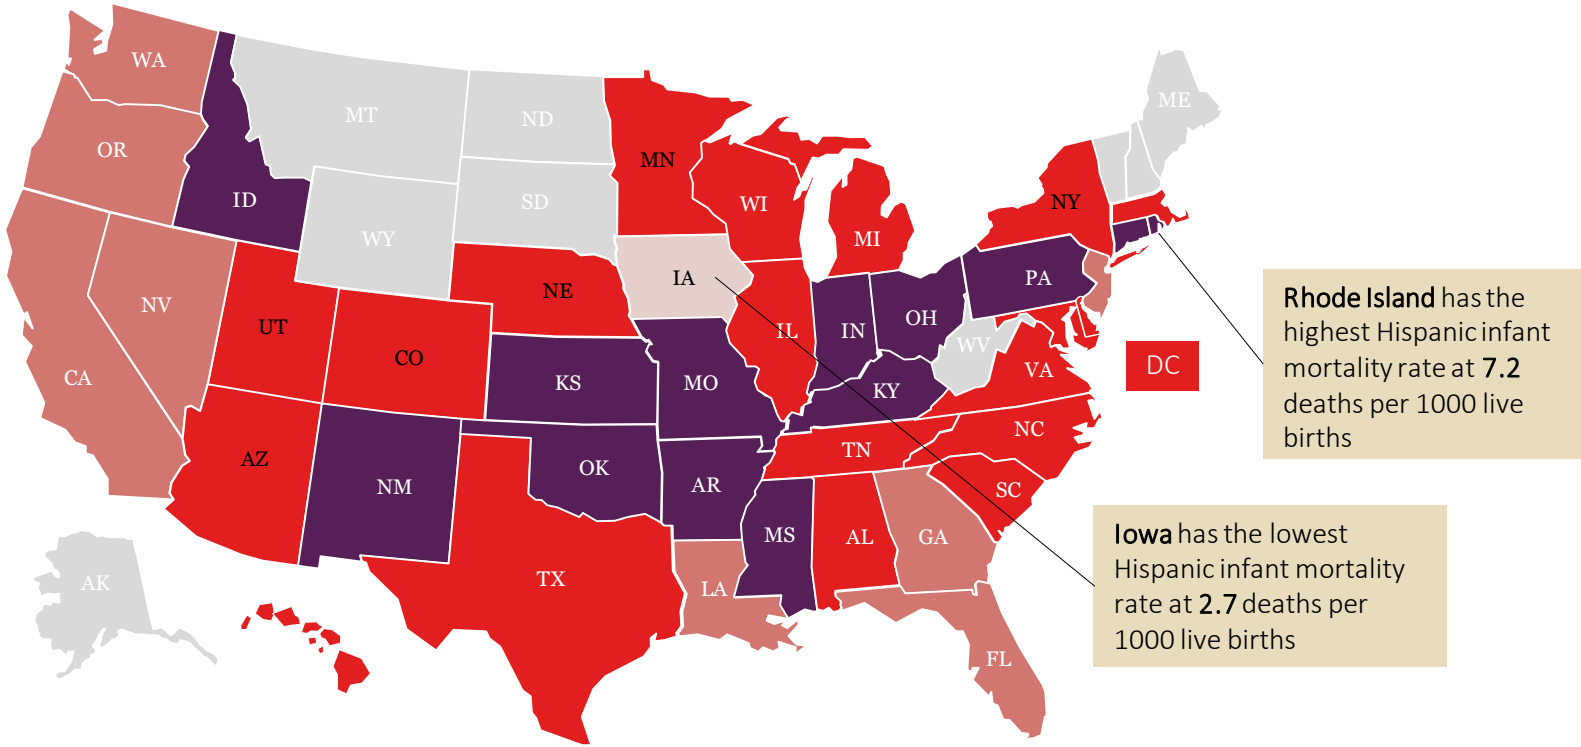 WA
ME
MT
ND
OR
MN
ID
SD
WI
NY
WY
MI
IA
PA
NE
NV
OH
UT
IL
IN
WV
CO
VA
DC
CA
KS
MO
KY
NC
TN
AZ
OK
NM
AR
SC
MS
AL
GA
TX
AK
LA
FL
Rhode Island has the
highest Hispanic infant
mortality rate at 7.2
deaths per 1000 live
births
Iowa has the lowest
Hispanic infant mortality
rate at 2.7 deaths per
1000 live births